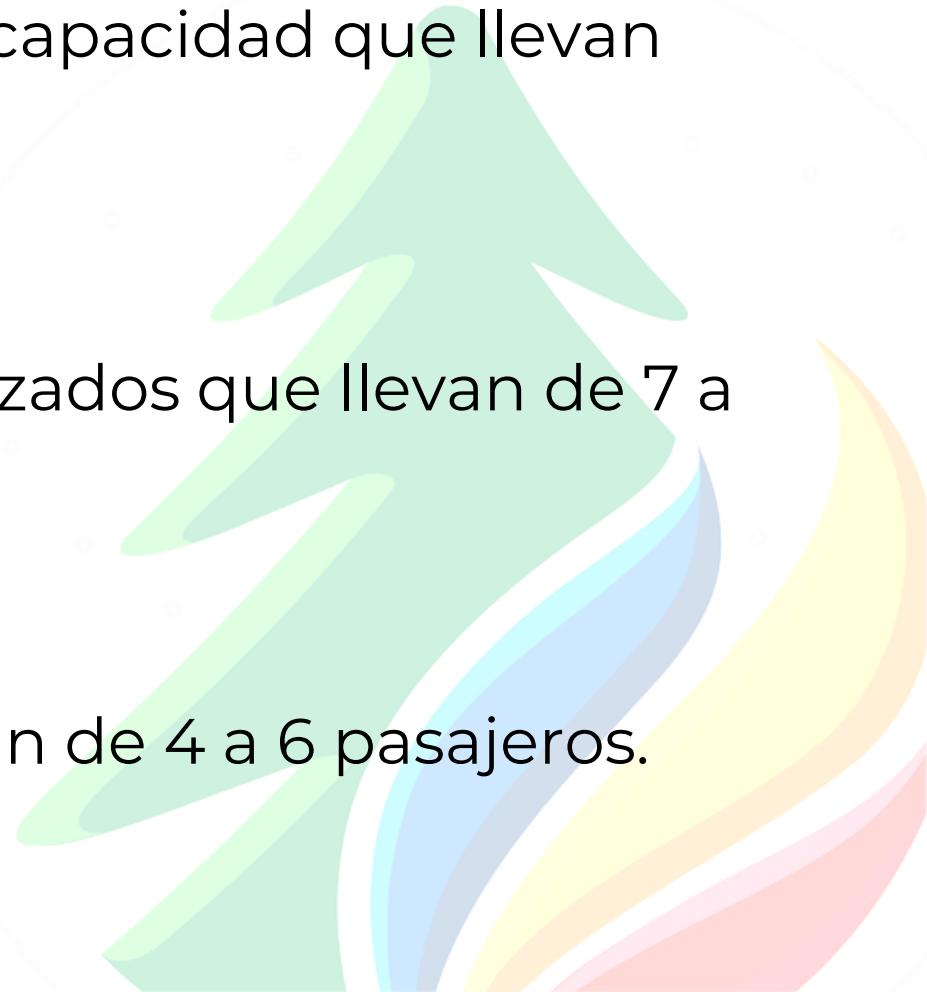 capacidad que llevan
zados que llevan de 7 a
n de 4 a 6 pasajeros.